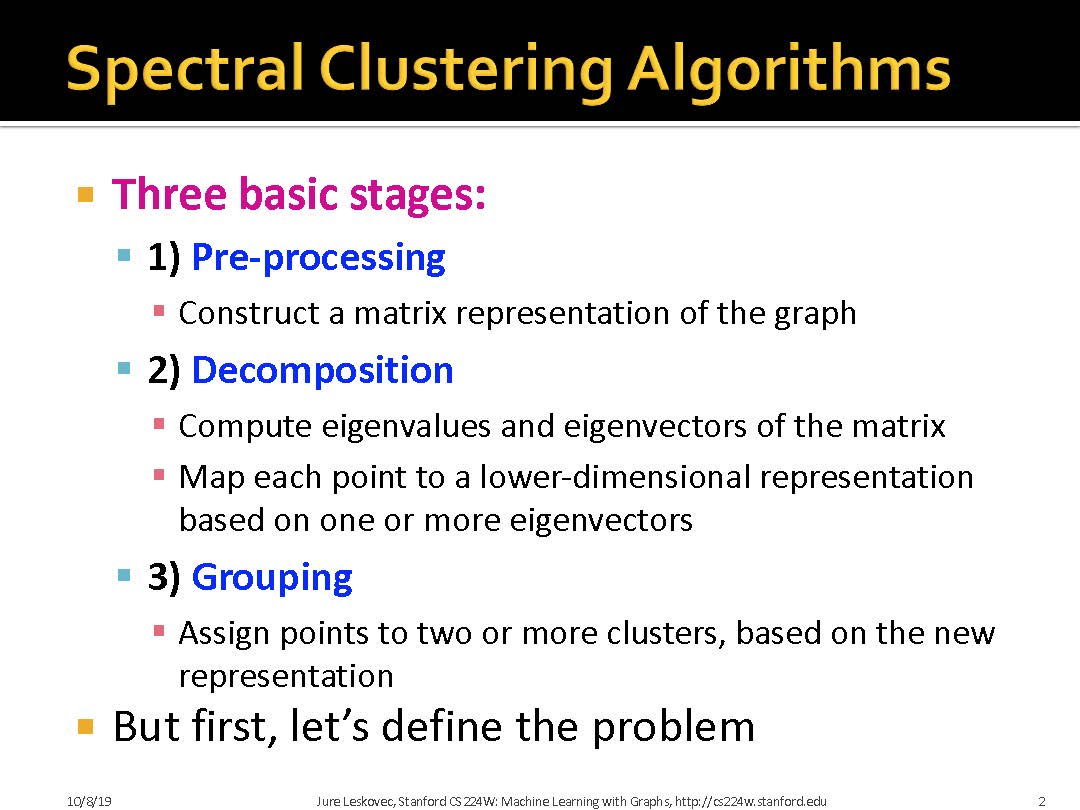 Spectral Clustering Algorithms
Three basic stages:
1) Pre-processing
Construct a matrix representation of the graph
2) Decomposition
Compute eigenvalues and eigenvectors of the matrix
Map each point to a lower-dimensional representation
based on one or more eigenvectors
3) Grouping
Assign points to two or more clusters, based on the new
representation
But first, let’s define the problem
10/8/19 Jure Leskovec, Stanford CS224W: Machine Learning with Graphs, http://cs224w.stanford.edu 2